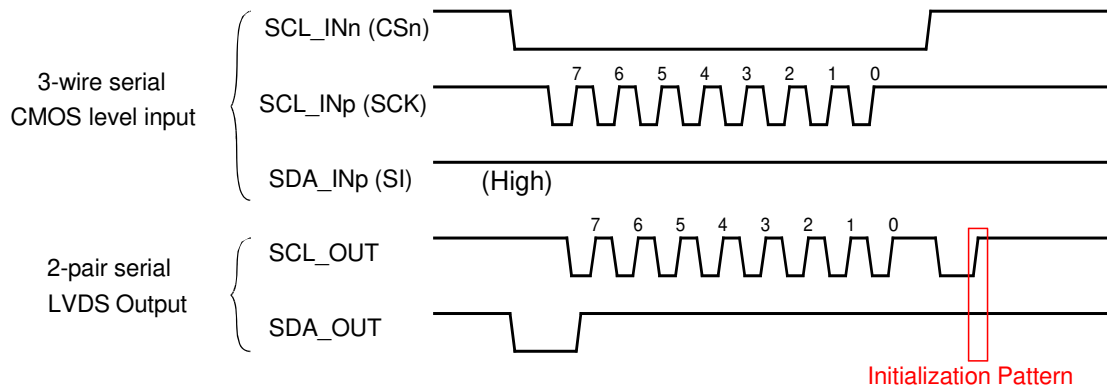 SCL_INn (CSn)
7 6 5 4 3 2 1 0
3-wire serial
CMOS level input
SCL_INp (SCK)
SDA_INp (SI)
(High)
7 6 5 4 3 2 1 0
SCL_OUT
2-pair serial
LVDS Output
SDA_OUT
Initialization Pattern